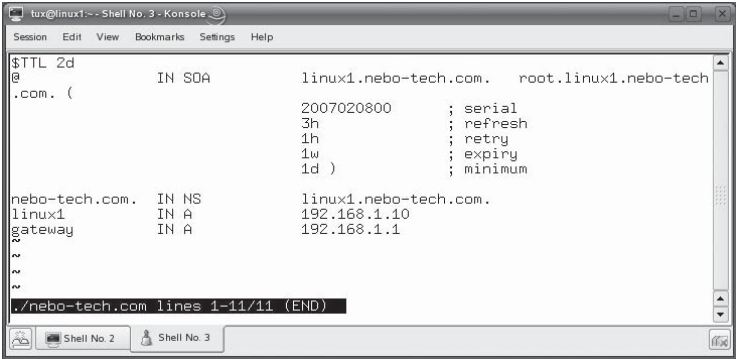 tux@linux1:~ - Shell No. 3 - Konsole
Session Edit View Bookmarks Settings Help
$TTL 2d
@ IN SOA linux1.nebo-tech.com. root.linux1.nebo-tech
.com. (
2007020800 ; serial
3h ; refresh
1h ; retry
1w ; expiry
1d ) ; minimum
nebo-tech.com. IN NS linux1.nebo-tech.com.
linux1 IN A 192.168.1.10
gateway IN A 192.168.1.1
~
~
~
~
./nebo-tech.com lines 1-11/11 (END)
Shell No. 2 Shell No. 3